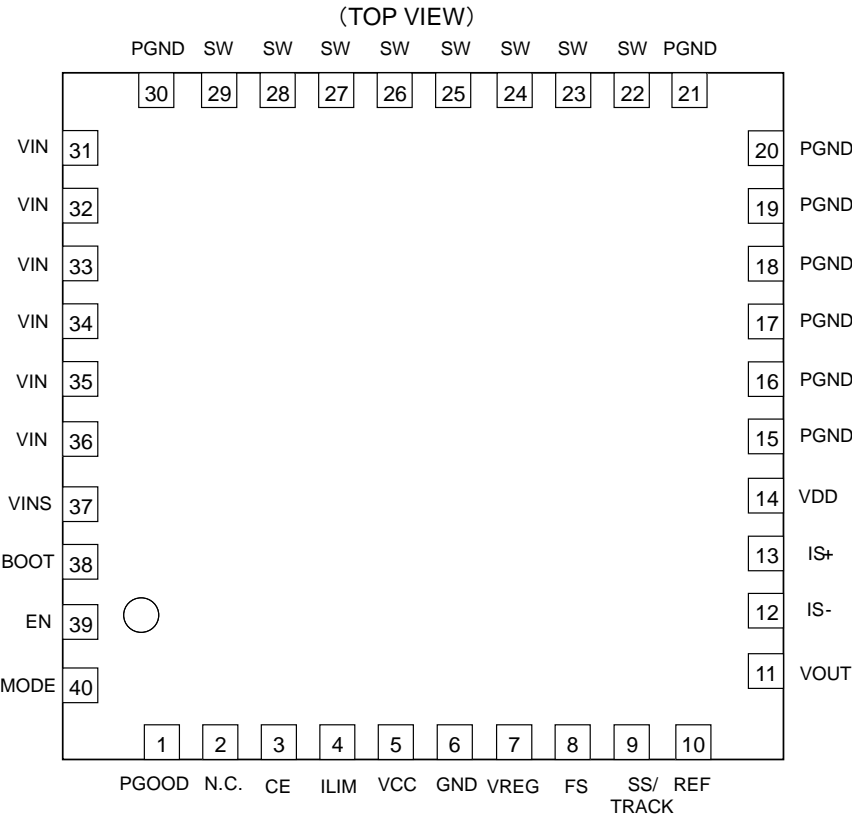 （TOP VIEW）
PGND SW SW SW SW SW SW SW SW PGND
30 29 28 27 26 25 24 23 22 21
VIN 31 20 PGND
VIN 32 19 PGND
VIN 33 18 PGND
VIN 34 17 PGND
VIN 35 16 PGND
VIN 36 15 PGND
VINS 37 14 VDD
BOOT 38 13 IS+
EN 39 12 IS-
MODE 40 11 VOUT
1 2 3 4 5 6 7 8 9 10
PGOOD N.C. CE ILIM VCC GND VREG FS SS/ REF
TRACK